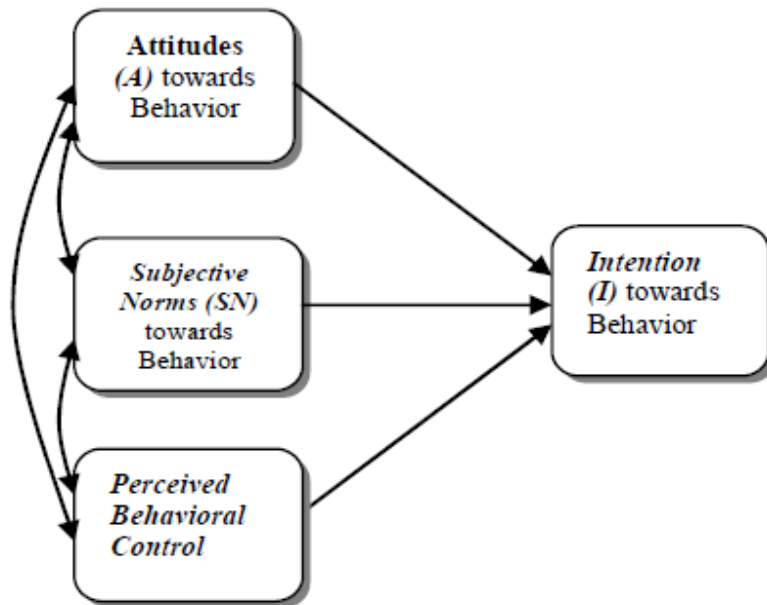 Attitudes
(A) towards
Behavior
Subjective
Norms (SN)
towards
Behavior
Perceived
Behavioral
Control
Intention
(I) towards
Behavior